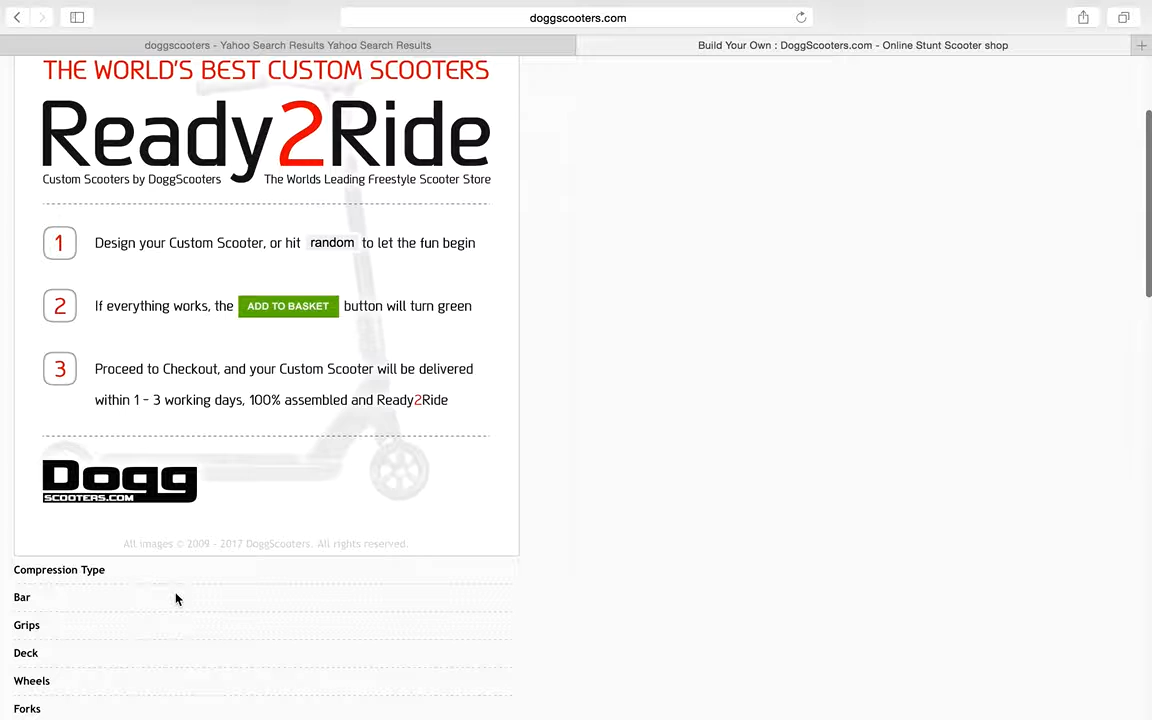 doggscooters.com
doggscooters - Yahoo Search Results Yahoo Search Results
Build Your Own : DoggScooters.com - Online Stunt Scooter shop
THE WORLD'S BEST CUSTOM SCOOTERS
Ready2Ride
Custom Scooters by DoggScooters The Worlds Leading Freestyle Scooter Store
1 Design your Custom Scooter, or hit random to let the fun begin
2 If everything works, the ADD TO BASKET button will turn green
3 Proceed to Checkout, and your Custom Scooter will be delivered
within 1 - 3 working days, 100% assembled and Ready2Ride
Dogg
SCOOTERS.COM
All images © 2009 - 2017 DoggScooters. All rights reserved.
Compression Type
Bar
Grips
Deck
Wheels
Forks